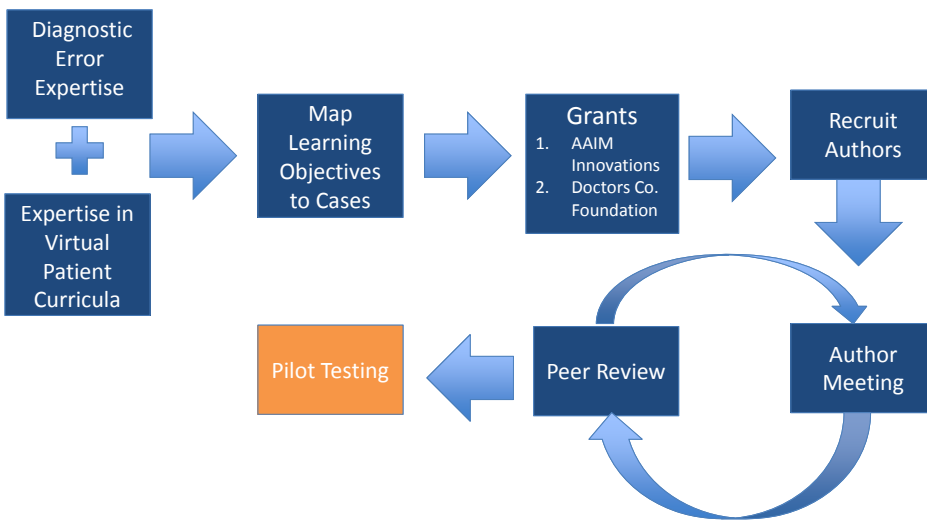 Diagnostic
Error
Expertise
Expertise in
Virtual
Patient
Curricula
Map
Learning
Objectives
to Cases
Grants
1. AAIM
Innovations
2. Doctors Co.
Foundation
Recruit
Authors
Author
Meeting
Peer Review
Pilot Testing